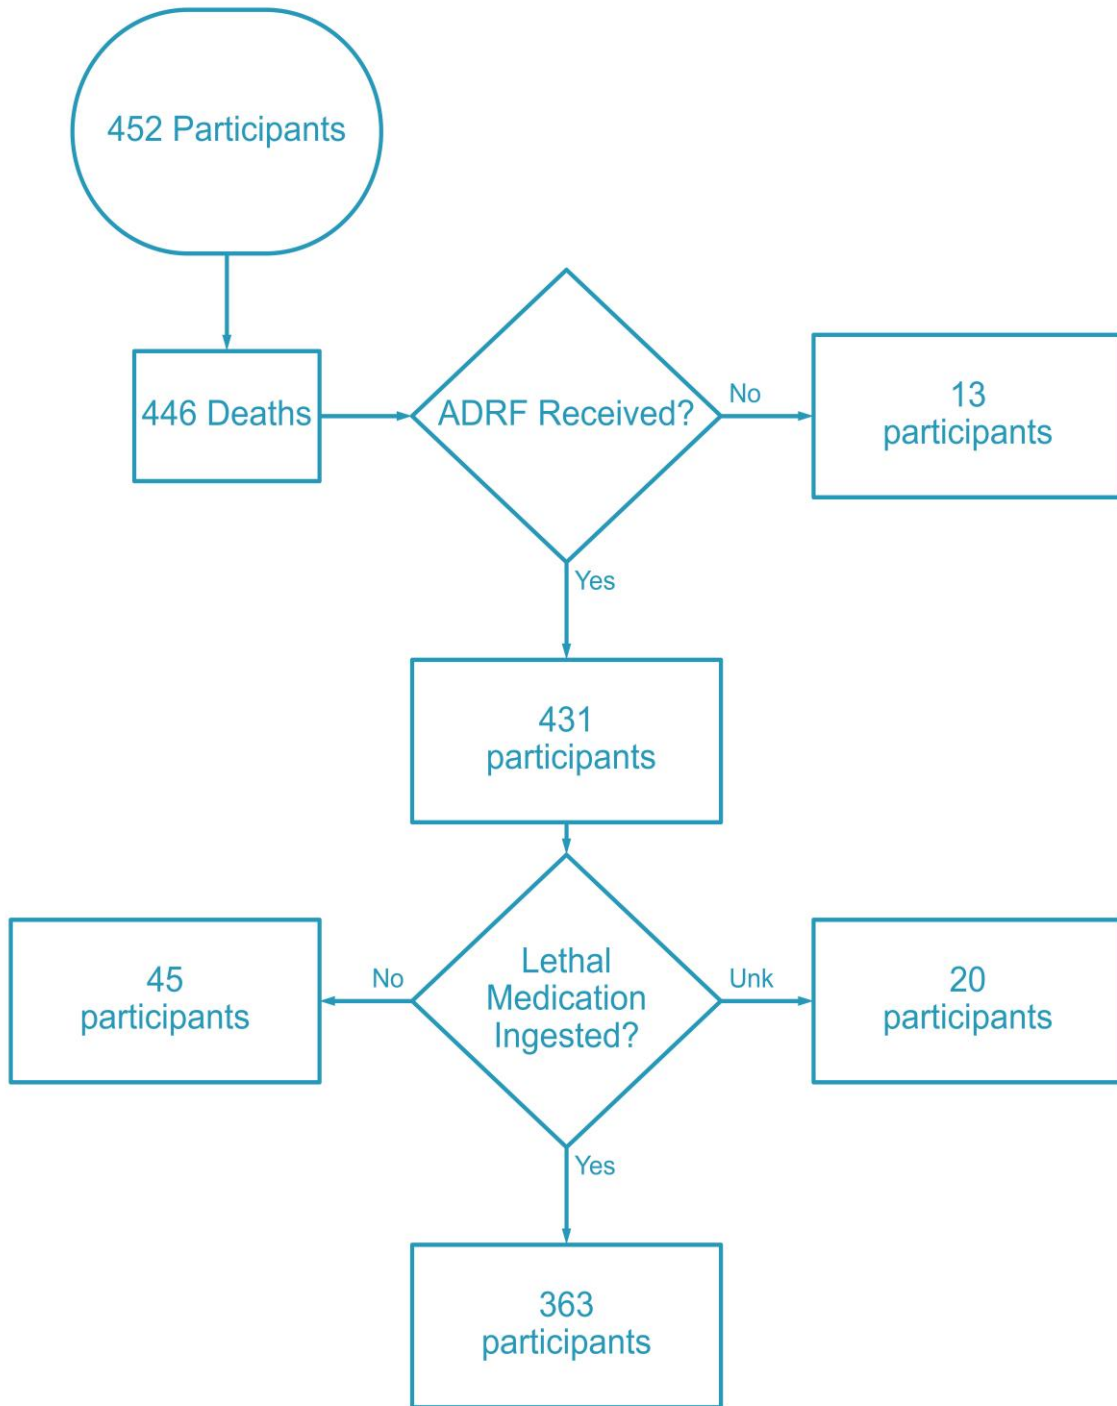 452 Participants
446 Deaths
ADRF Received?
No
13
participants
Yes
431
participants
Lethal
Medication
Ingested?
No
45
participants
Unk
20
participants
Yes
363
participants